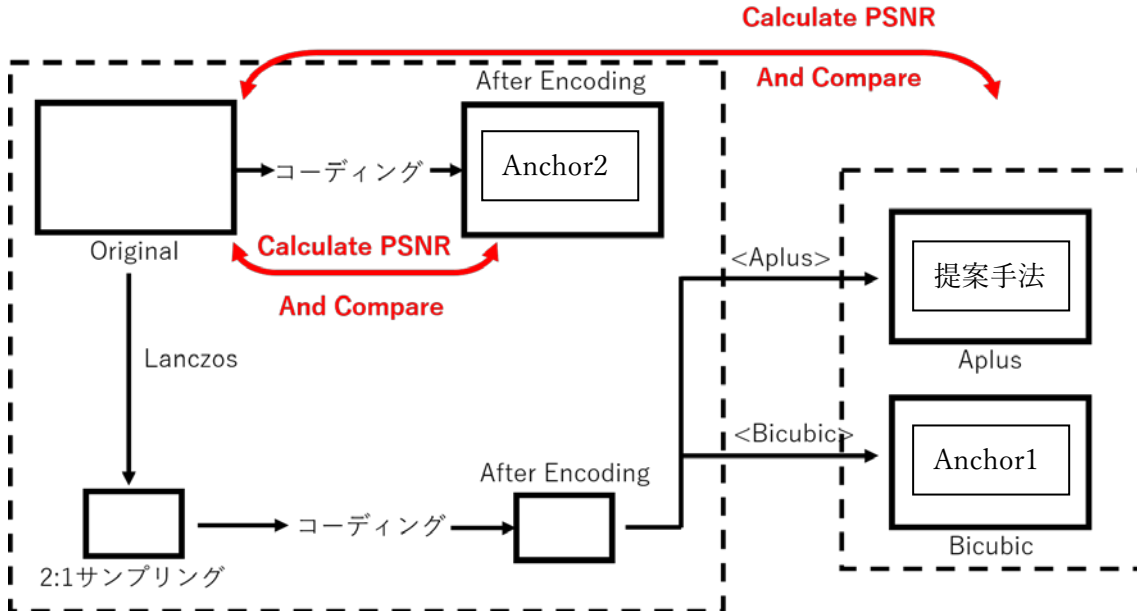 Calculate PSNR
And Compare
After Encoding
Anchor2
コーディング
Original
Calculate PSNR
And Compare
<Aplus>
提案手法
Aplus
Lanczos
<Bicubic>
Anchor1
Bicubic
After Encoding
コーディング
2:1サンプリング